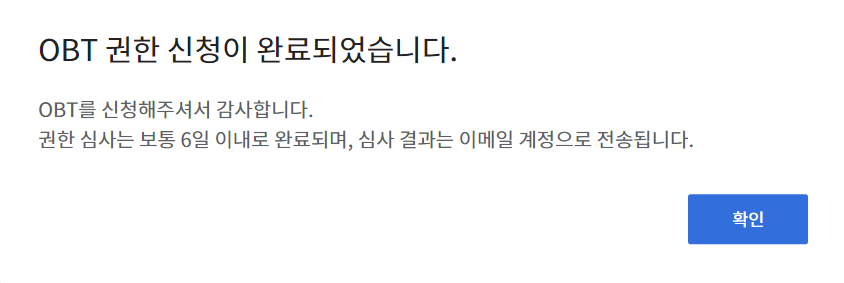 OBT 권한 신청이 완료되었습니다.
OBT를 신청해주셔서 감사합니다.
권한 심사는 보통 6일 이내로 완료되며, 심사 결과는 이메일 계정으로 전송됩니다.
확인